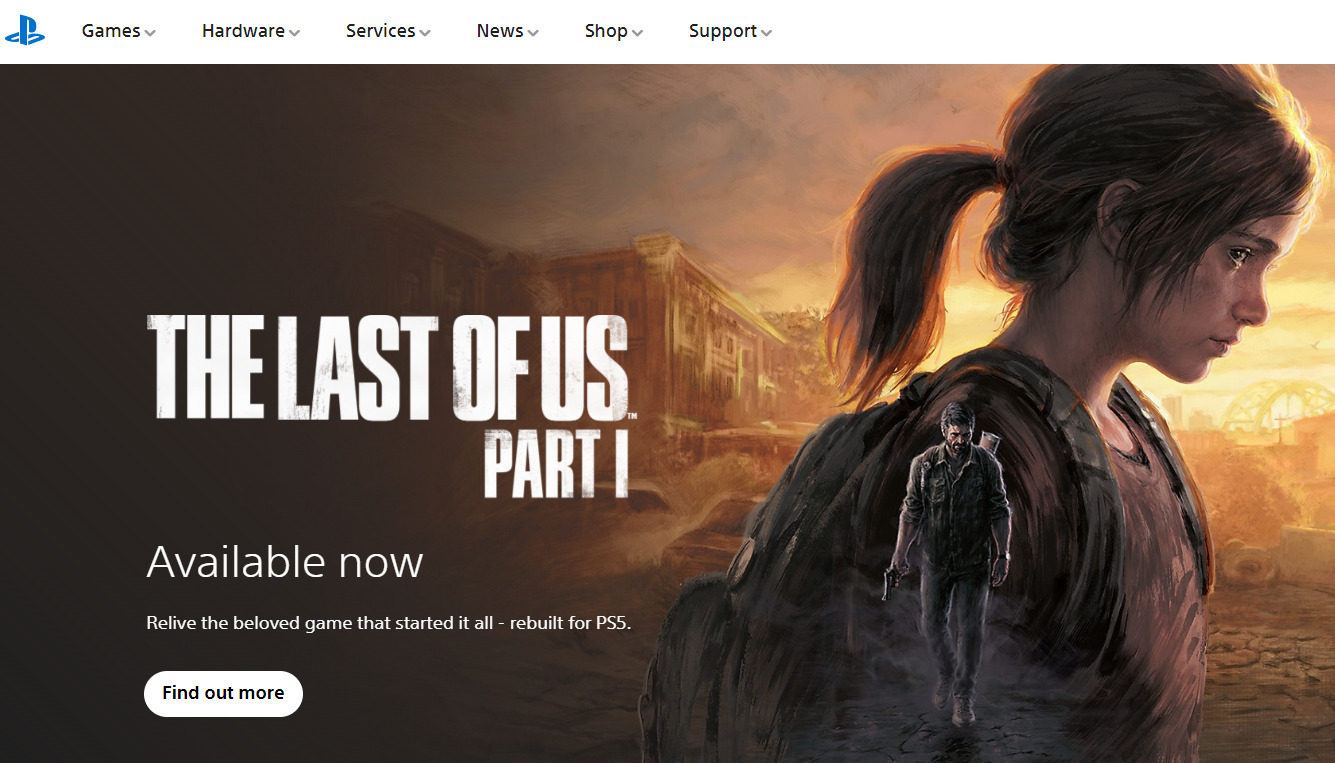 Games Hardware Services News Shop Support
THE LAST OF US™
PART I
Available now
Relive the beloved game that started it all - rebuilt for PS5.
Find out more